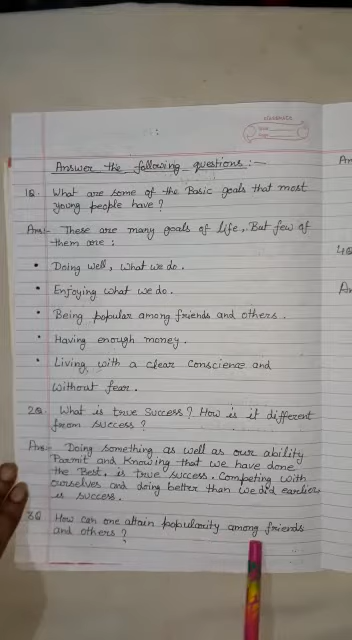 Answer the following questions :-
1Q. What are some of the Basic goals that most
young people have ?
Ans:- These are many goals of life, But few of
them are :
• Doing well, What we do.
• Enjoying what we do.
• Being popular among friends and others.
• Having enough money.
• Living with a clear conscience and
without fear.
2Q. What is true Success? How is it different
from success ?
Ans:- Doing something as well as our ability
Parmit and Knowing that we have done
the Best, is true success. Competing with
ourselves and doing better than we did earlier
is success.
3Q How can one attain popularity among friends
and others ?
An
4Q
An